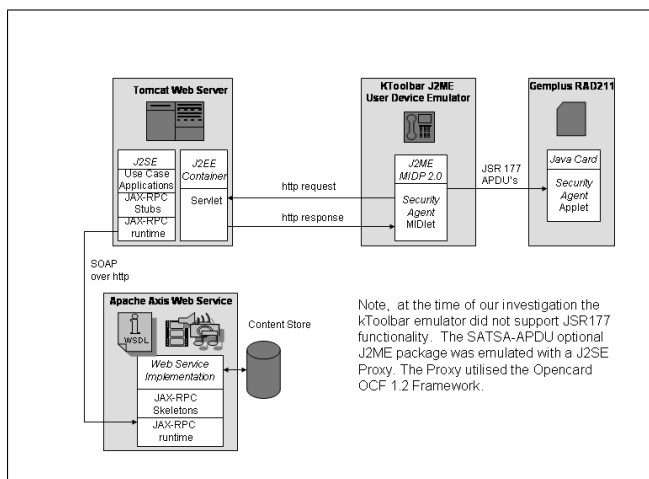 Tomcat Web Server
J2SE
Use Case
Applications
JAX-RPC
Stubs
JAX-RPC
runtime
J2EE
Container
Servlet
http request
http response
KToolbar J2ME
User Device Emulator
J2ME
MIDP 2.0
Security
Agent
MIDlet
JSR 177
APDU's
Gemplus RAD211
Java Card
Security
Agent
Applet
SOAP
over http
Apache Axis Web Service
i
WSDL
Web Service
Implementation
JAX-RPC
Skeletons
JAX-RPC
runtime
Content Store
Note, at the time of our investigation the
kToolbar emulator did not support JSR177
functionality. The SATSA-APDU optional
J2ME package was emulated with a J2SE
Proxy. The Proxy utilised the Opencard
OCF 1.2 Framework.